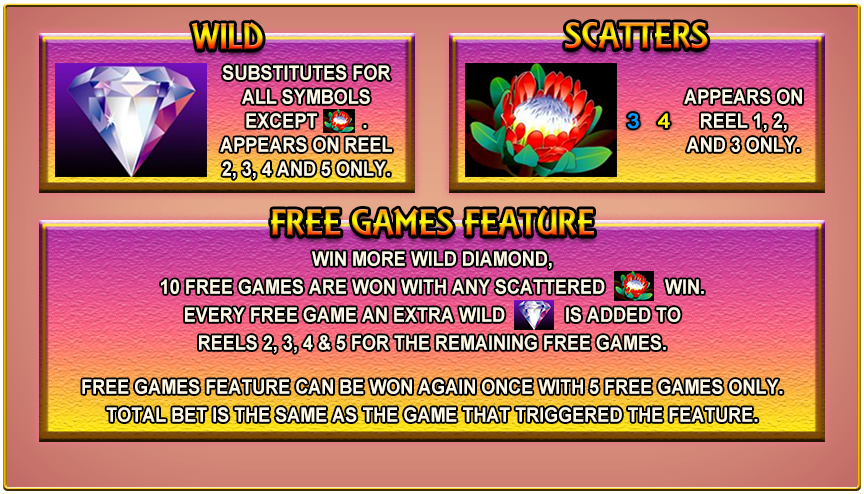 WILD
SUBSTITUTES FOR
ALL SYMBOLS
EXCEPT .
APPEARS ON REEL
2, 3, 4 AND 5 ONLY.
SCATTERS
3 4
APPEARS ON
REEL 1, 2,
AND 3 ONLY.
FREE GAMES FEATURE
WIN MORE WILD DIAMOND,
10 FREE GAMES ARE WON WITH ANY SCATTERED WIN.
EVERY FREE GAME AN EXTRA WILD IS ADDED TO
REELS 2, 3, 4 & 5 FOR THE REMAINING FREE GAMES.
FREE GAMES FEATURE CAN BE WON AGAIN ONCE WITH 5 FREE GAMES ONLY.
TOTAL BET IS THE SAME AS THE GAME THAT TRIGGERED THE FEATURE.